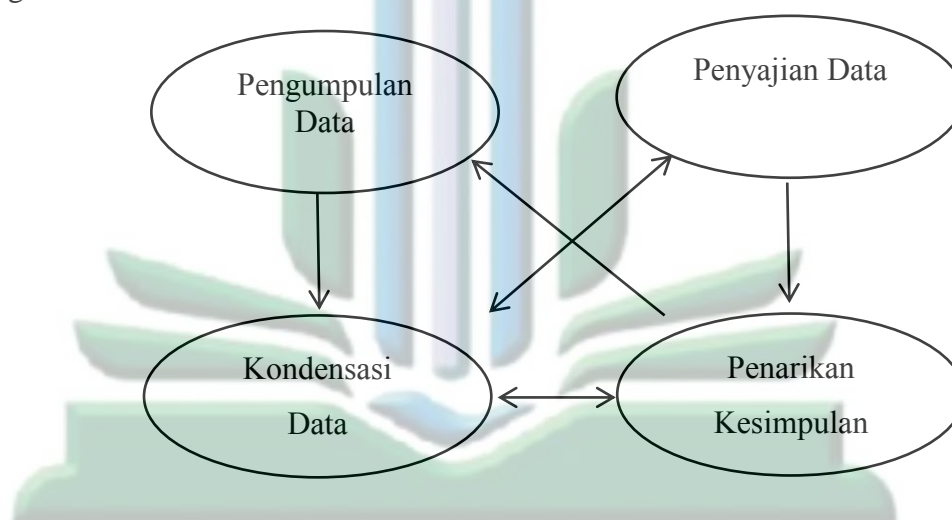 Pengumpulan
Data
Penyajian Data
Kondensasi
Data
Penarikan
Kesimpulan